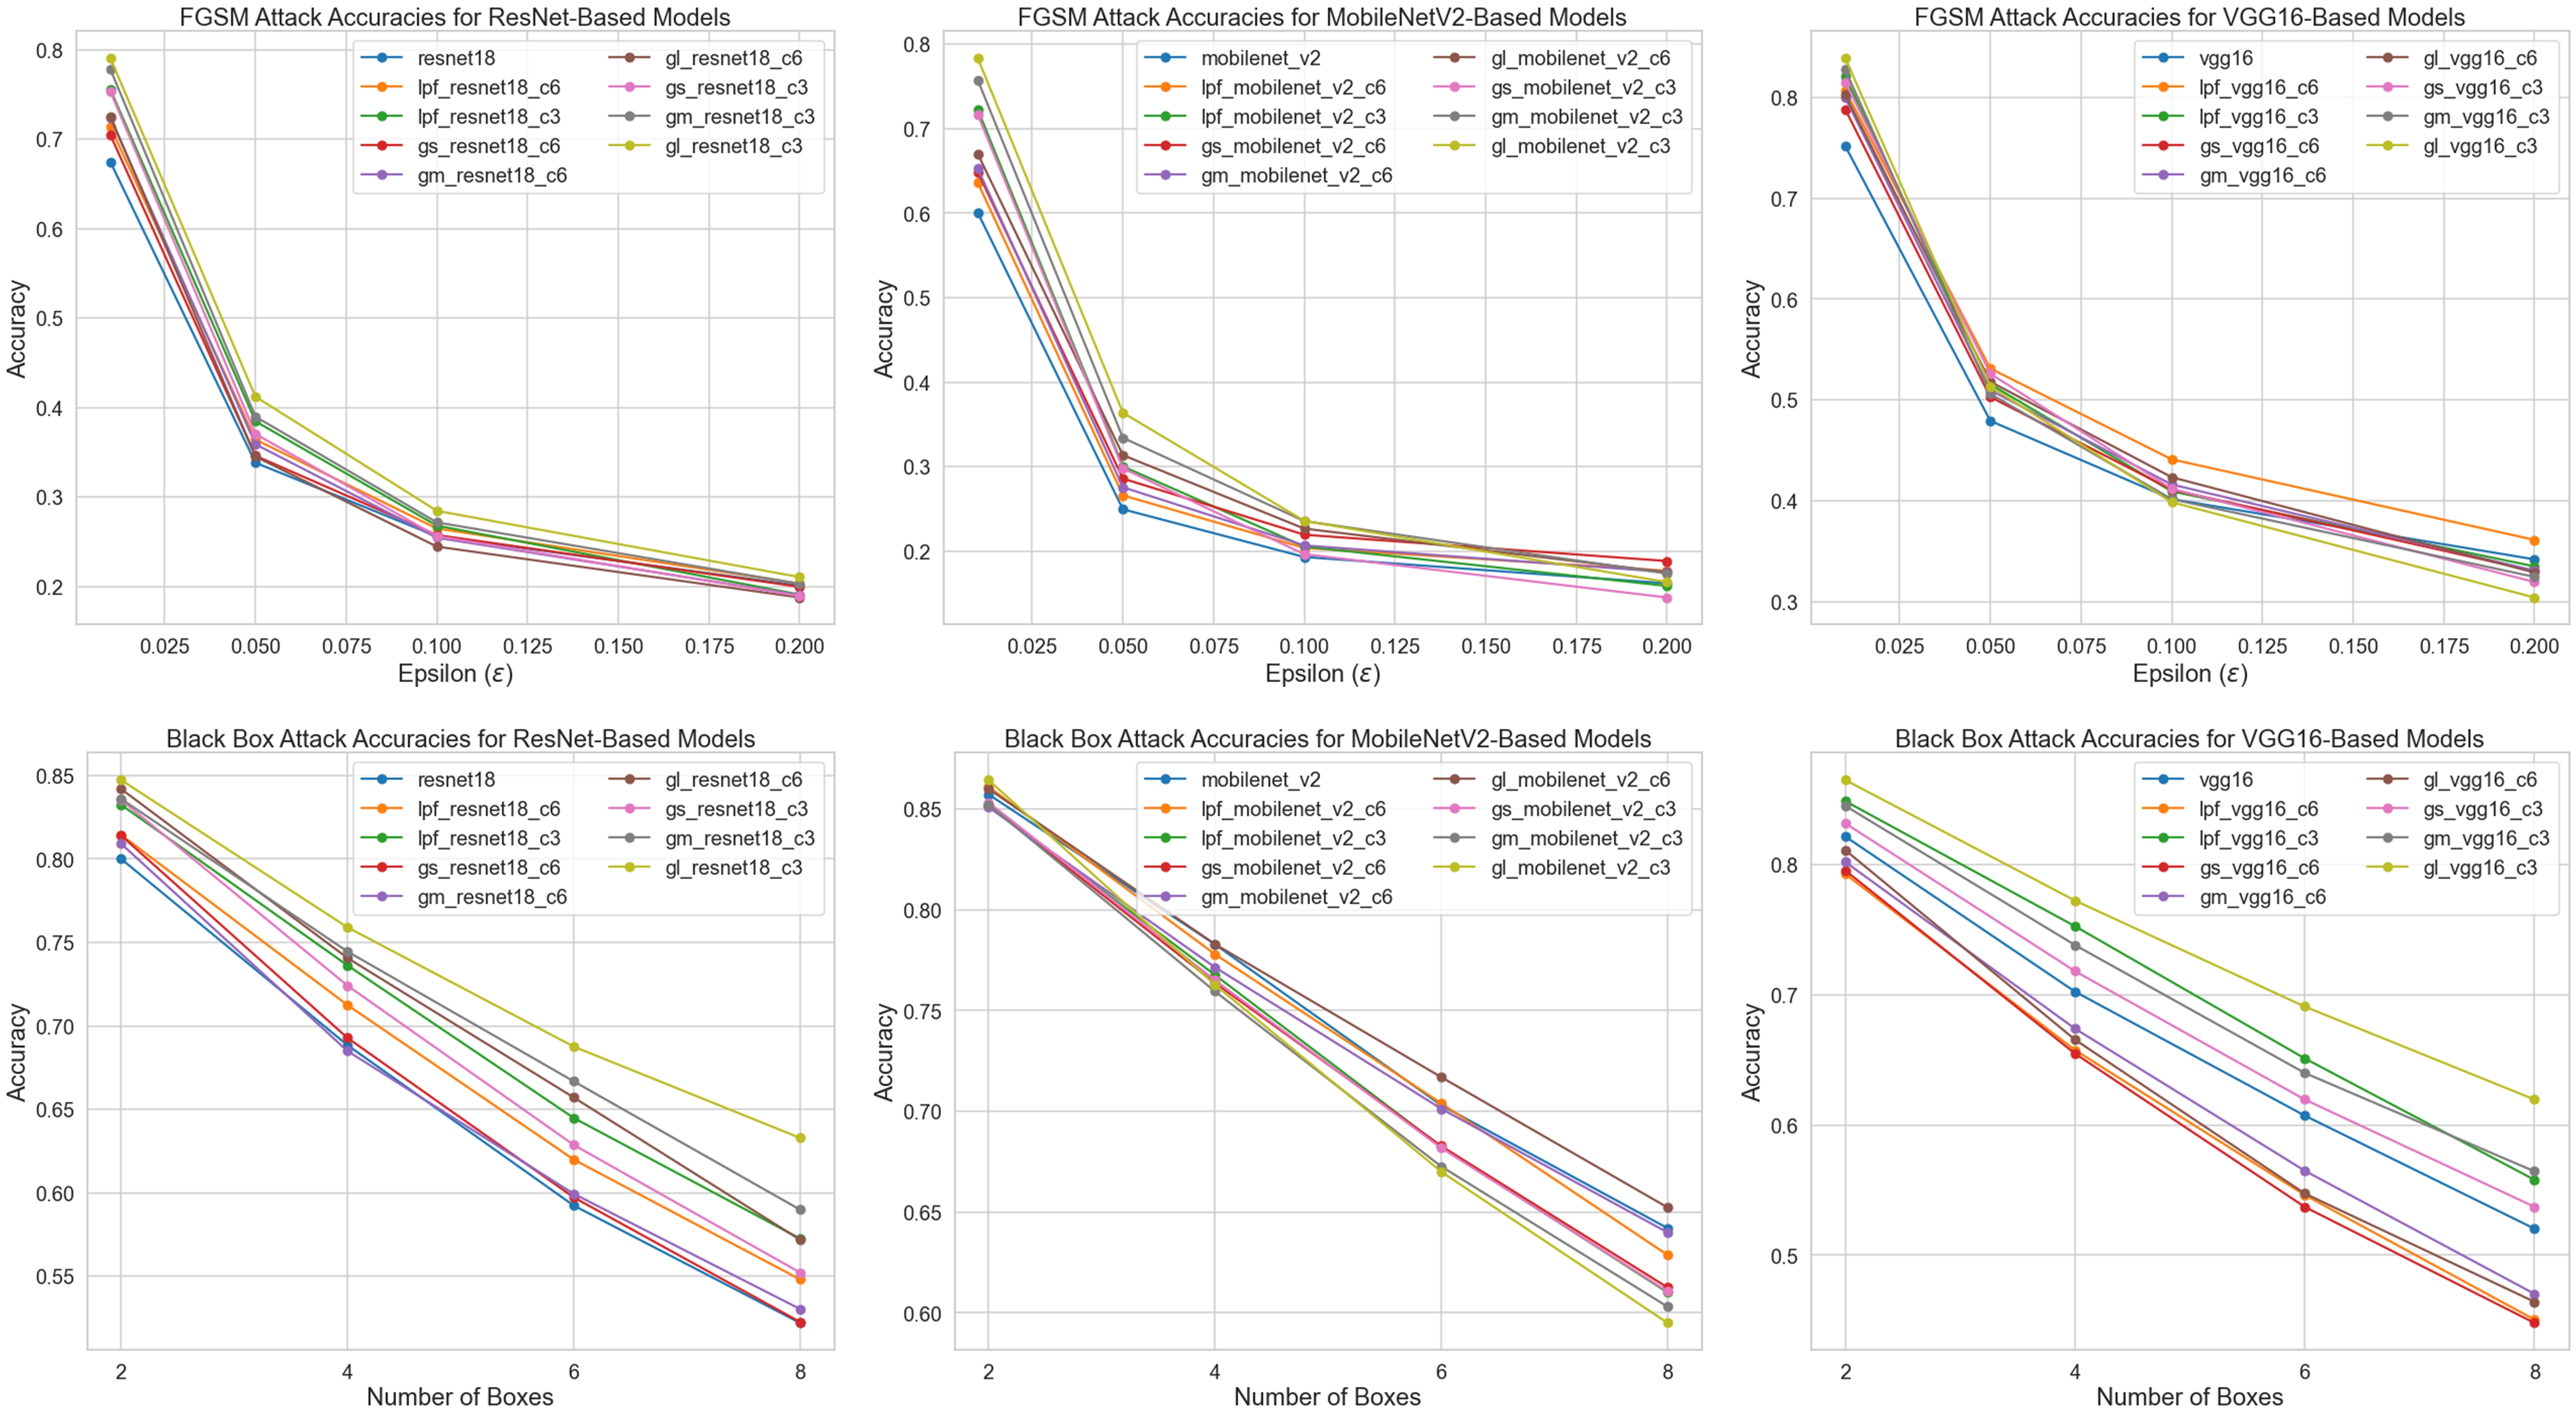 FGSM Attack Accuracies for ResNet-Based Models
Accuracy
0.8
0.7
0.6
0.5
0.4
0.3
0.2
resnet18
lpf_resnet18_c6
lpf_resnet18_c3
gs_resnet18_c6
gm_resnet18_c6
gl_resnet18_c6
gs_resnet18_c3
gm_resnet18_c3
gl_resnet18_c3
0.025 0.050 0.075 0.100 0.125 0.150 0.175 0.200
Epsilon (ε)
FGSM Attack Accuracies for MobileNetV2-Based Models
Accuracy
0.8
0.7
0.6
0.5
0.4
0.3
0.2
mobilenet_v2
lpf_mobilenet_v2_c6
lpf_mobilenet_v2_c3
gs_mobilenet_v2_c6
gm_mobilenet_v2_c6
gl_mobilenet_v2_c6
gs_mobilenet_v2_c3
gm_mobilenet_v2_c3
gl_mobilenet_v2_c3
0.025 0.050 0.075 0.100 0.125 0.150 0.175 0.200
Epsilon (ε)
FGSM Attack Accuracies for VGG16-Based Models
Accuracy
0.8
0.7
0.6
0.5
0.4
0.3
vgg16
lpf_vgg16_c6
lpf_vgg16_c3
gs_vgg16_c6
gm_vgg16_c6
gl_vgg16_c6
gs_vgg16_c3
gm_vgg16_c3
gl_vgg16_c3
0.025 0.050 0.075 0.100 0.125 0.150 0.175 0.200
Epsilon (ε)
Black Box Attack Accuracies for ResNet-Based Models
Accuracy
0.85
0.80
0.75
0.70
0.65
0.60
0.55
resnet18
lpf_resnet18_c6
lpf_resnet18_c3
gs_resnet18_c6
gm_resnet18_c6
gl_resnet18_c6
gs_resnet18_c3
gm_resnet18_c3
gl_resnet18_c3
2 4 6 8
Number of Boxes
Black Box Attack Accuracies for MobileNetV2-Based Models
Accuracy
0.85
0.80
0.75
0.70
0.65
0.60
mobilenet_v2
lpf_mobilenet_v2_c6
lpf_mobilenet_v2_c3
gs_mobilenet_v2_c6
gm_mobilenet_v2_c6
gl_mobilenet_v2_c6
gs_mobilenet_v2_c3
gm_mobilenet_v2_c3
gl_mobilenet_v2_c3
2 4 6 8
Number of Boxes
Black Box Attack Accuracies for VGG16-Based Models
Accuracy
0.8
0.7
0.6
0.5
vgg16
lpf_vgg16_c6
lpf_vgg16_c3
gs_vgg16_c6
gm_vgg16_c6
gl_vgg16_c6
gs_vgg16_c3
gm_vgg16_c3
gl_vgg16_c3
2 4 6 8
Number of Boxes